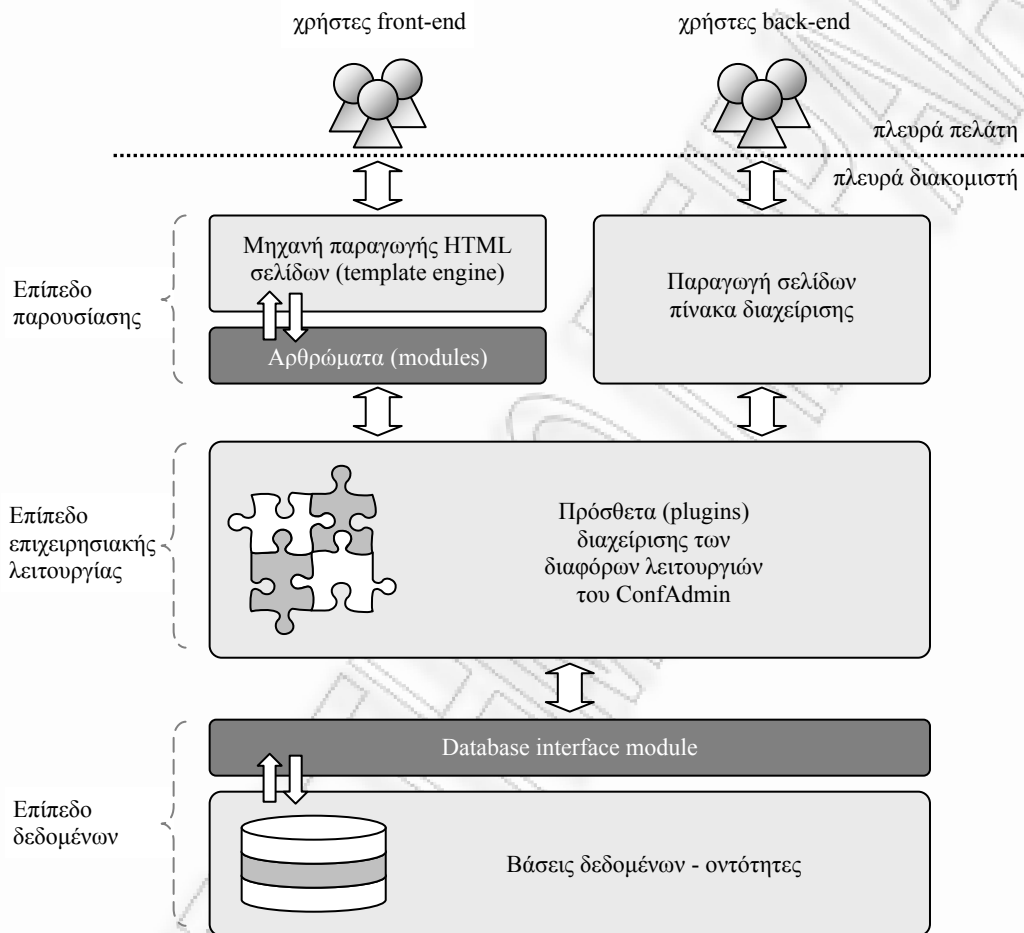 χρήστες front-end
χρήστες back-end
πλευρά πελάτη
πλευρά διακομιστή
Μηχανή παραγωγής HTML
σελίδων (template engine)
Παραγωγή σελίδων
πίνακα διαχείρισης
Επίπεδο
παρουσίασης
Αρθρώματα (modules)
Επίπεδο
επιχειρησιακής
λειτουργίας
Πρόσθετα (plugins)
διαχείρισης των
διαφόρων λειτουργιών
του ConfAdmin
Database interface module
Επίπεδο
δεδομένων
Βάσεις δεδομένων - οντότητες